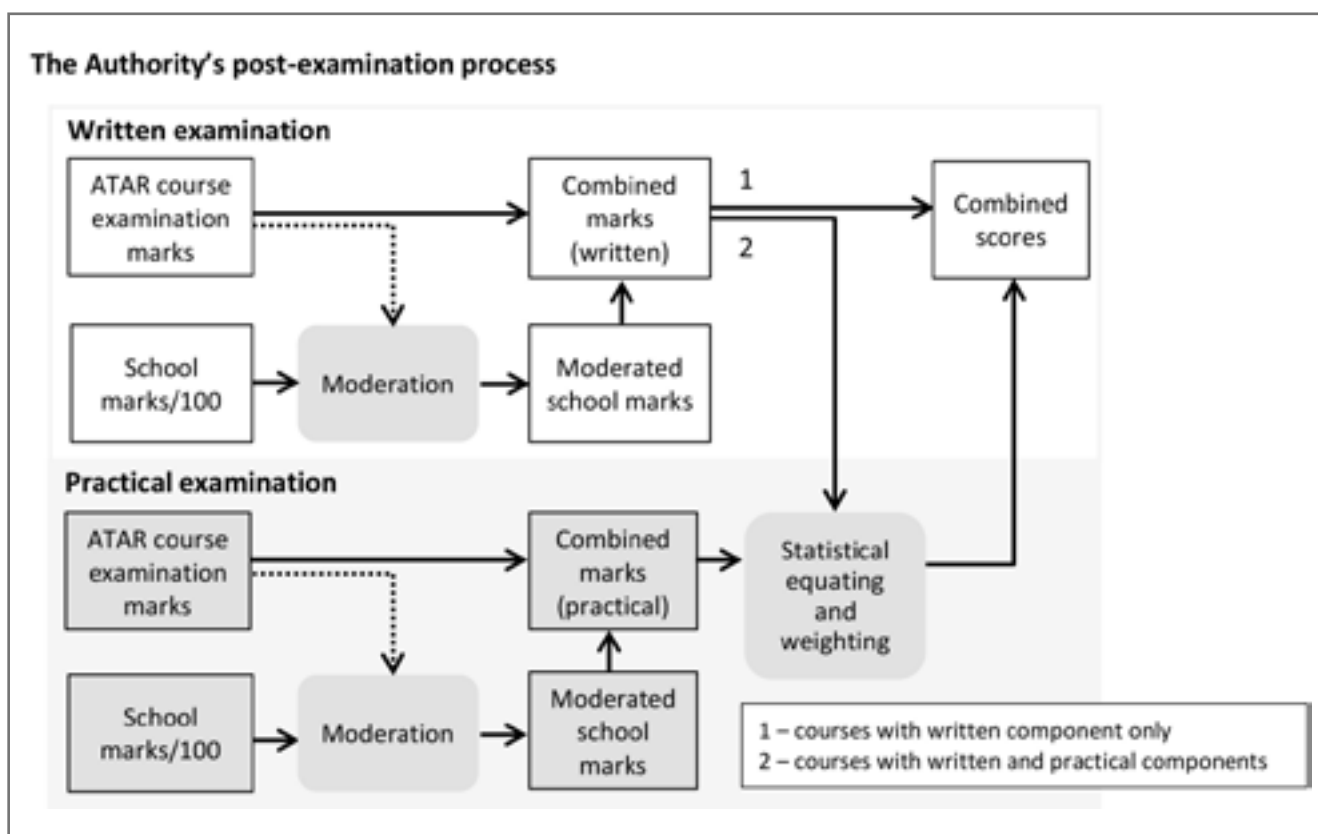 The Authority's post-examination process
Written examination
ATAR course
examination
marks
Combined
marks
(written)
1
2
Combined
scores
School
marks/100
Moderation
Moderated
school marks
Practical examination
ATAR course
examination
marks
Combined
marks
(practical)
Statistical
equating
and
weighting
School
marks/100
Moderation
Moderated
school
marks
1 – courses with written component only
2 – courses with written and practical components